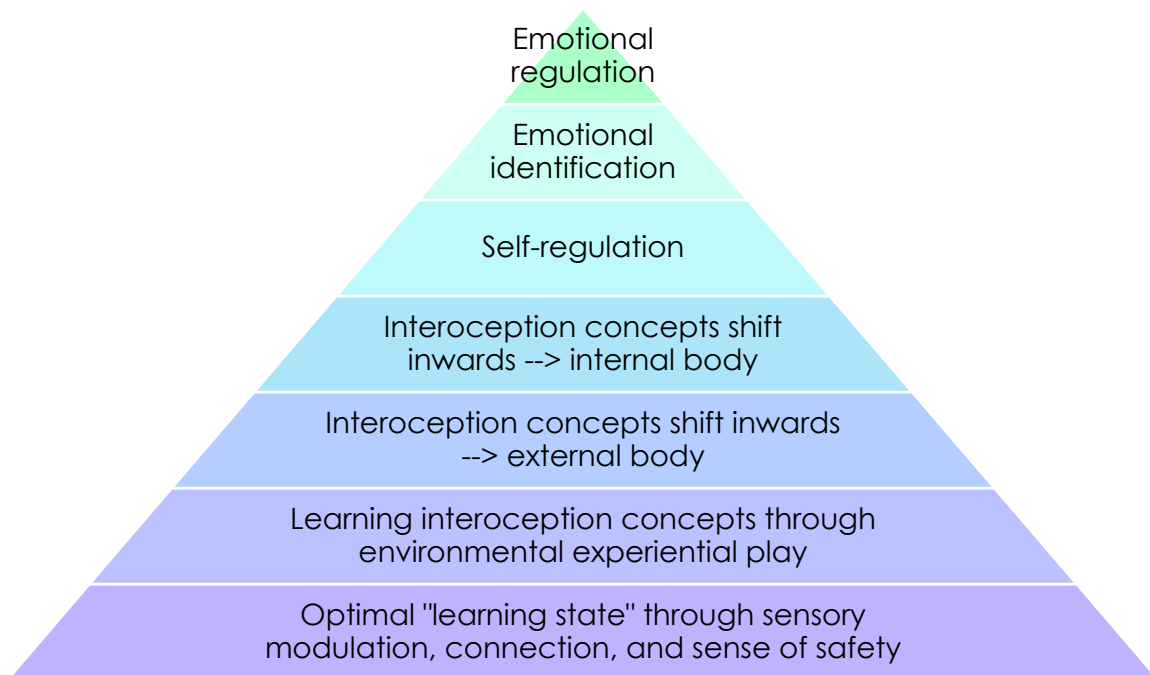 Emotional
regulation
Emotional
identification
Self-regulation
Interoception concepts shift
inwards --> internal body
Interoception concepts shift inwards
--> external body
Learning interoception concepts through
environmental experiential play
Optimal "learning state" through sensory
modulation, connection, and sense of safety